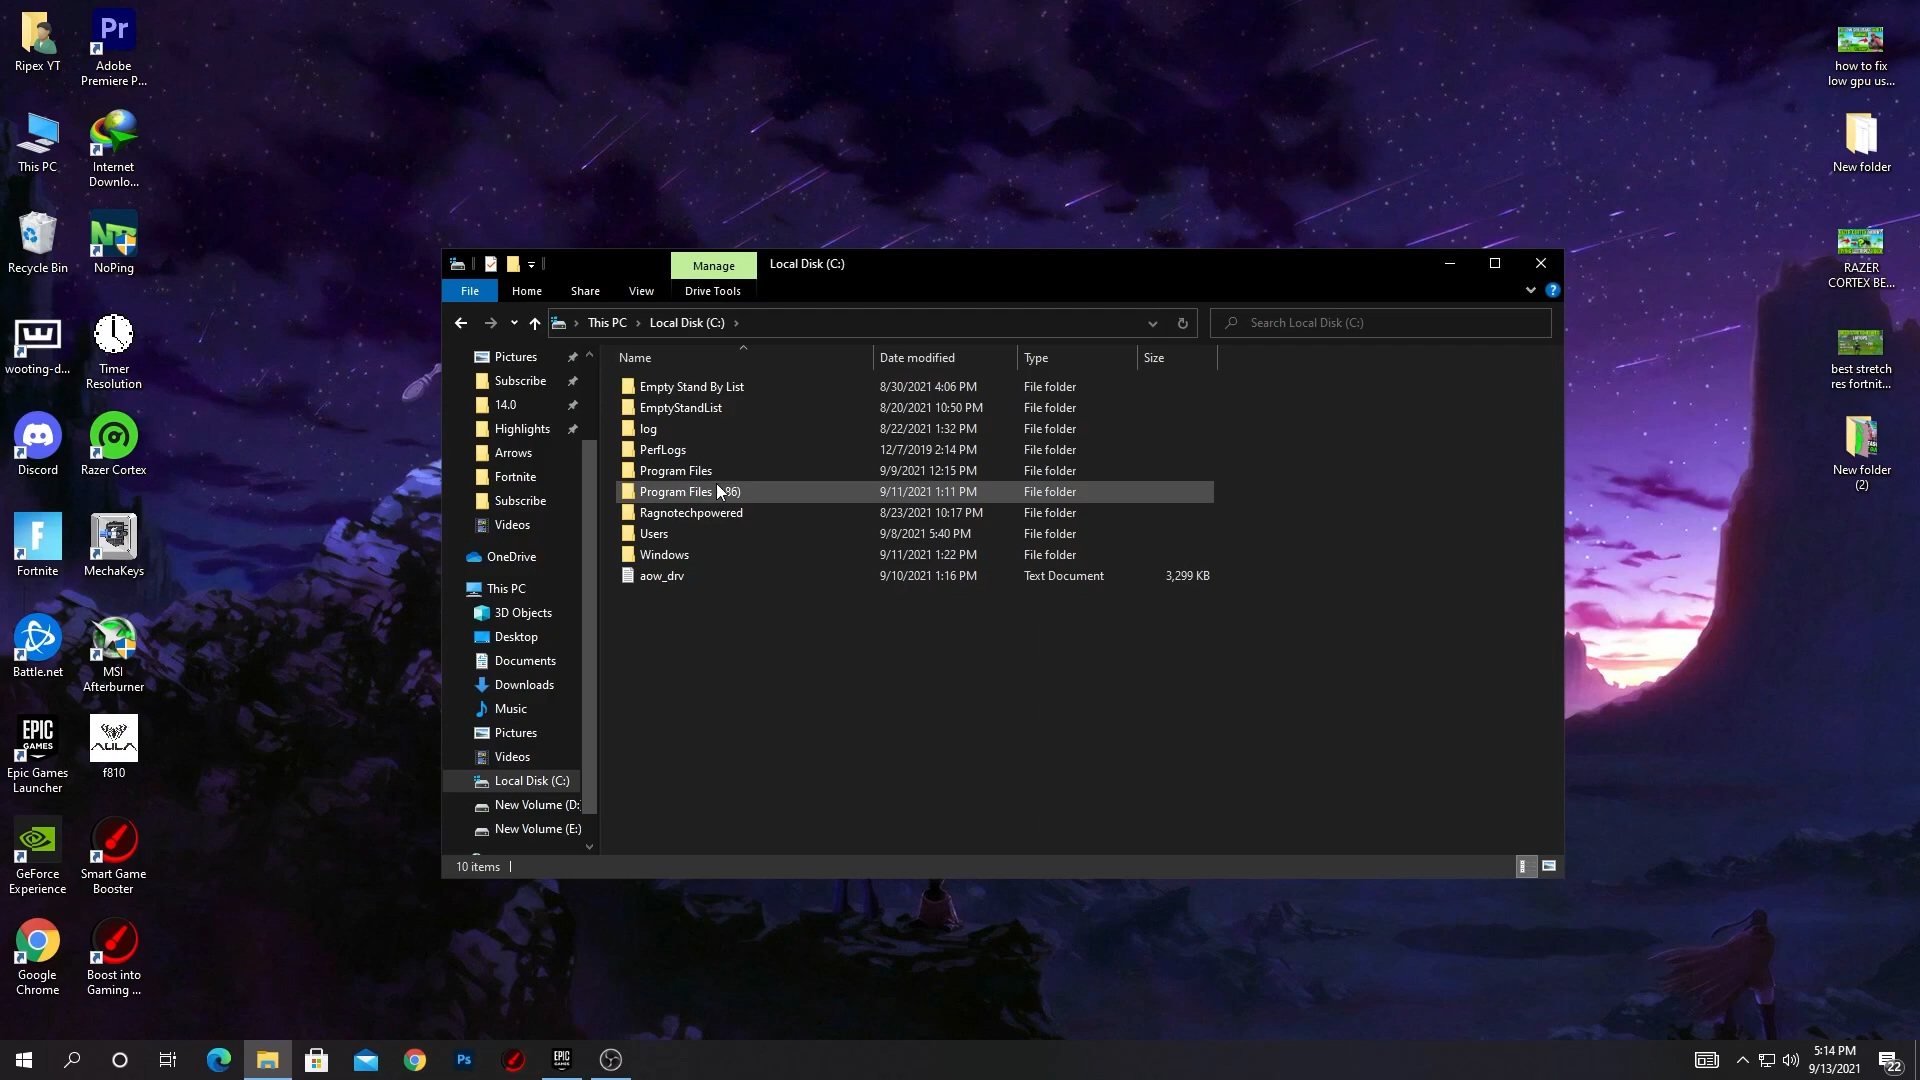 Ripex YT
Pr
Adobe
Premiere P...
This PC
Internet
Downlo...
Recycle Bin
NoPing
wooting-d...
Timer
Resolution
Discord
Razer Cortex
F
Fortnite
MechaKeys
Battle.net
MSI
Afterburner
EPIC
GAMES
Epic Games
Launcher
AULA
f810
GeForce
Experience
Smart Game
Booster
Google
Chrome
Boost into
Gaming ...
how to fix
low gpu us...
New folder
RAZER
CORTEX BE...
best stretch
res fortnit...
New folder
(2)
Manage
Local Disk (C:)
File
Home
Share
View
Drive Tools
This PC
Local Disk (C:)
Search Local Disk (C:)
Pictures
Subscribe
14.0
Highlights
Arrows
Fortnite
Subscribe
Videos
OneDrive
This PC
3D Objects
Desktop
Documents
Downloads
Music
Pictures
Videos
Local Disk (C:)
New Volume (D:
New Volume (E:)
Name Date modified Type Size
Empty Stand By List 8/30/2021 4:06 PM File folder
EmptyStandList 8/20/2021 10:50 PM File folder
log 8/22/2021 1:32 PM File folder
PerfLogs 12/7/2019 2:14 PM File folder
Program Files 9/9/2021 12:15 PM File folder
Program Files 86) 9/11/2021 1:11 PM File folder
Ragnotechpowered 8/23/2021 10:17 PM File folder
Users 9/8/2021 5:40 PM File folder
Windows 9/11/2021 1:22 PM File folder
aow_drv 9/10/2021 1:16 PM Text Document 3,299 KB
10 items
Ps
EPIC
GAMES
5:14 PM
9/13/2021
22